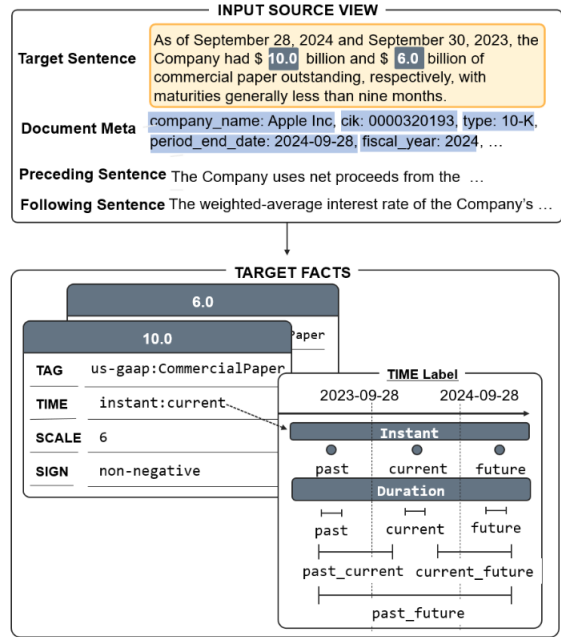 INPUT SOURCE VIEW
Target Sentence
As of September 28, 2024 and September 30, 2023, the
Company had $ 10.0 billion and $ 6.0 billion of
commercial paper outstanding, respectively, with
maturities generally less than nine months.
Document Meta
company_name: Apple Inc, cik: 0000320193, type: 10-K,
period_end_date: 2024-09-28, fiscal_year: 2024, ...
Preceding Sentence The Company uses net proceeds from the ...
Following Sentence The weighted-average interest rate of the Company's ...
TARGET FACTS
6.0
Paper
10.0
TAG us-gaap:CommercialPaper
TIME instant:current
SCALE 6
SIGN non-negative
TIME Label
2023-09-28 2024-09-28
Instant
past current future
Duration
past current future
past_current current_future
past_future